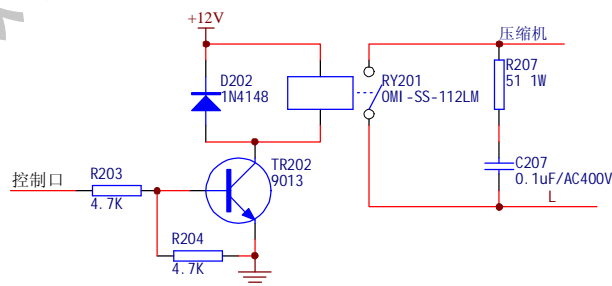 +12V
压缩机
D202
1N4148
RY201
OMI-SS-112LM
R207
51 1W
TR202
9013
控制口
R203
4.7K
C207
0.1uF/AC400V
L
R204
4.7K